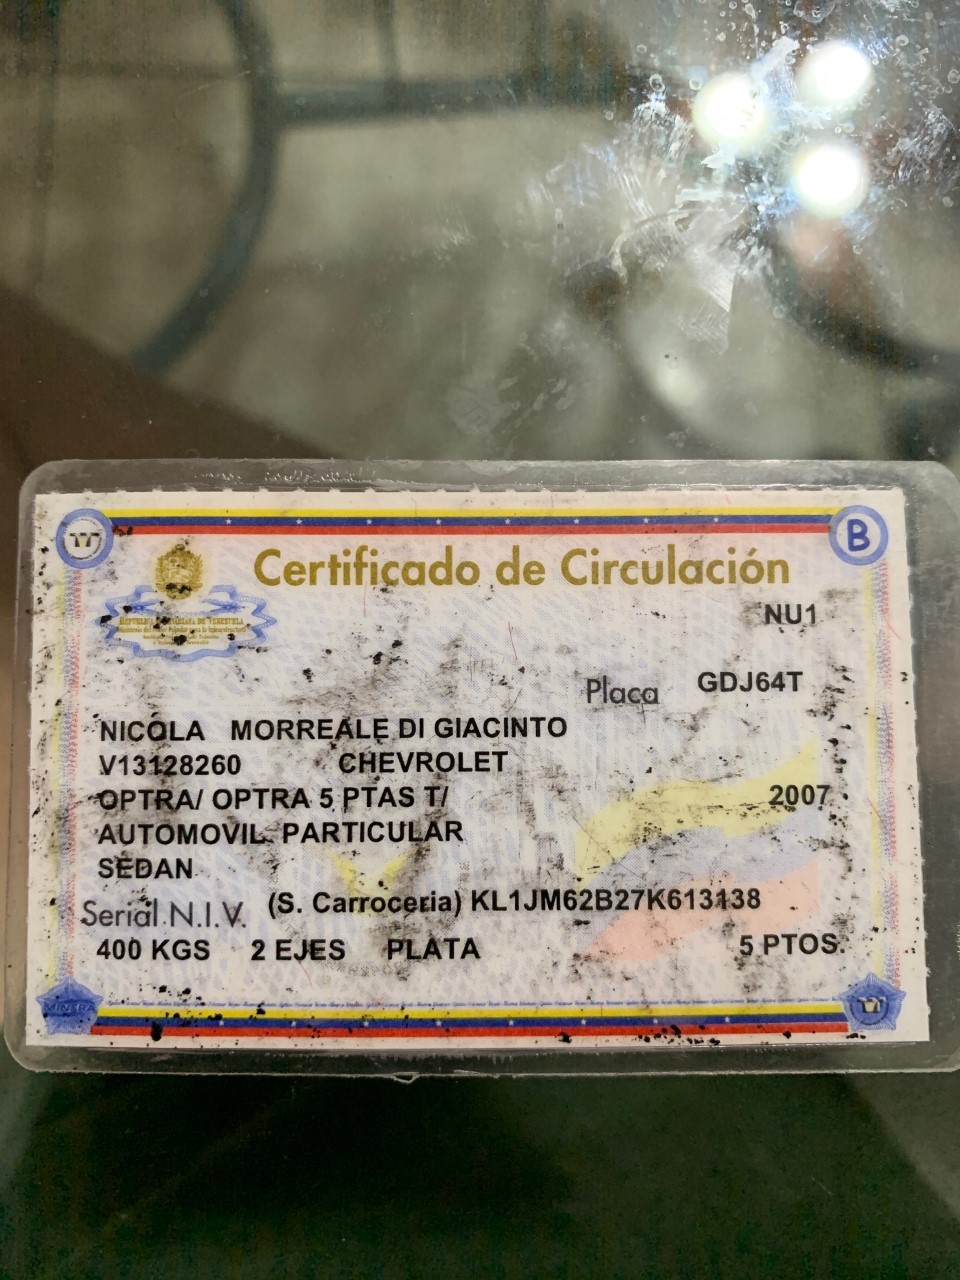 B
Certificado de Circulación
REPÚBLICA BOLIVARIANA DE VENEZUELA
NU1
Placa GDJ64T
NICOLA MORREALE DI GIACINTO
V13128260 CHEVROLET
OPTRA/ OPTRA 5 PTAS T/ 2007
AUTOMOVIL PARTICULAR
SEDAN
Serial N.I.V. (S. Carroceria) KL1JM62B27K613138
400 KGS 2 EJES PLATA 5 PTOS.